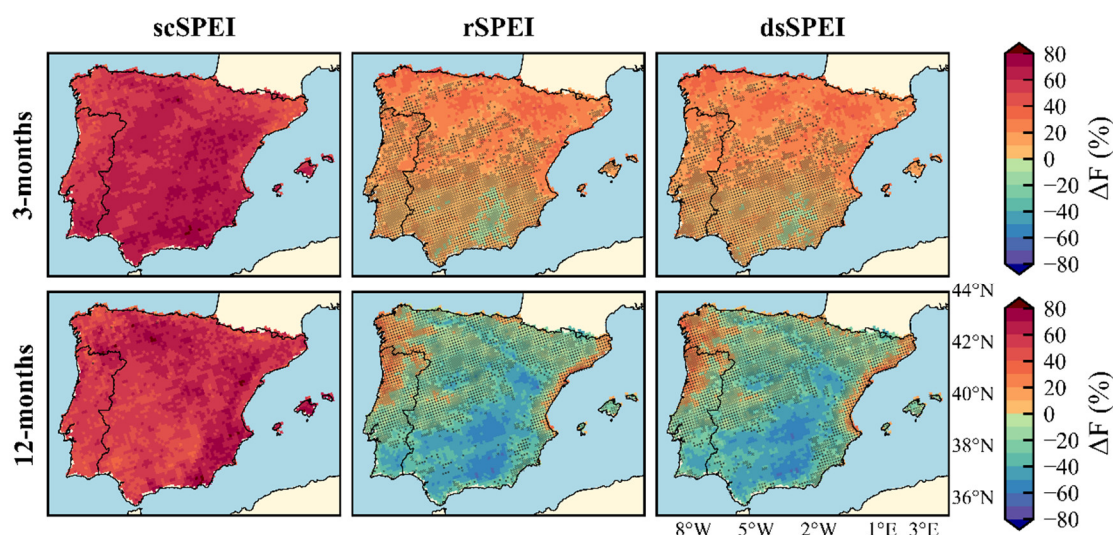 scSPEI rSPEI dsSPEI
3-months
80
60
40
20
0
−20
−40
−60
−80
ΔF (%)
12-months
44°N
42°N
40°N
38°N
36°N
8°W 5°W 2°W 1°E 3°E
80
60
40
20
0
−20
−40
−60
−80
ΔF (%)